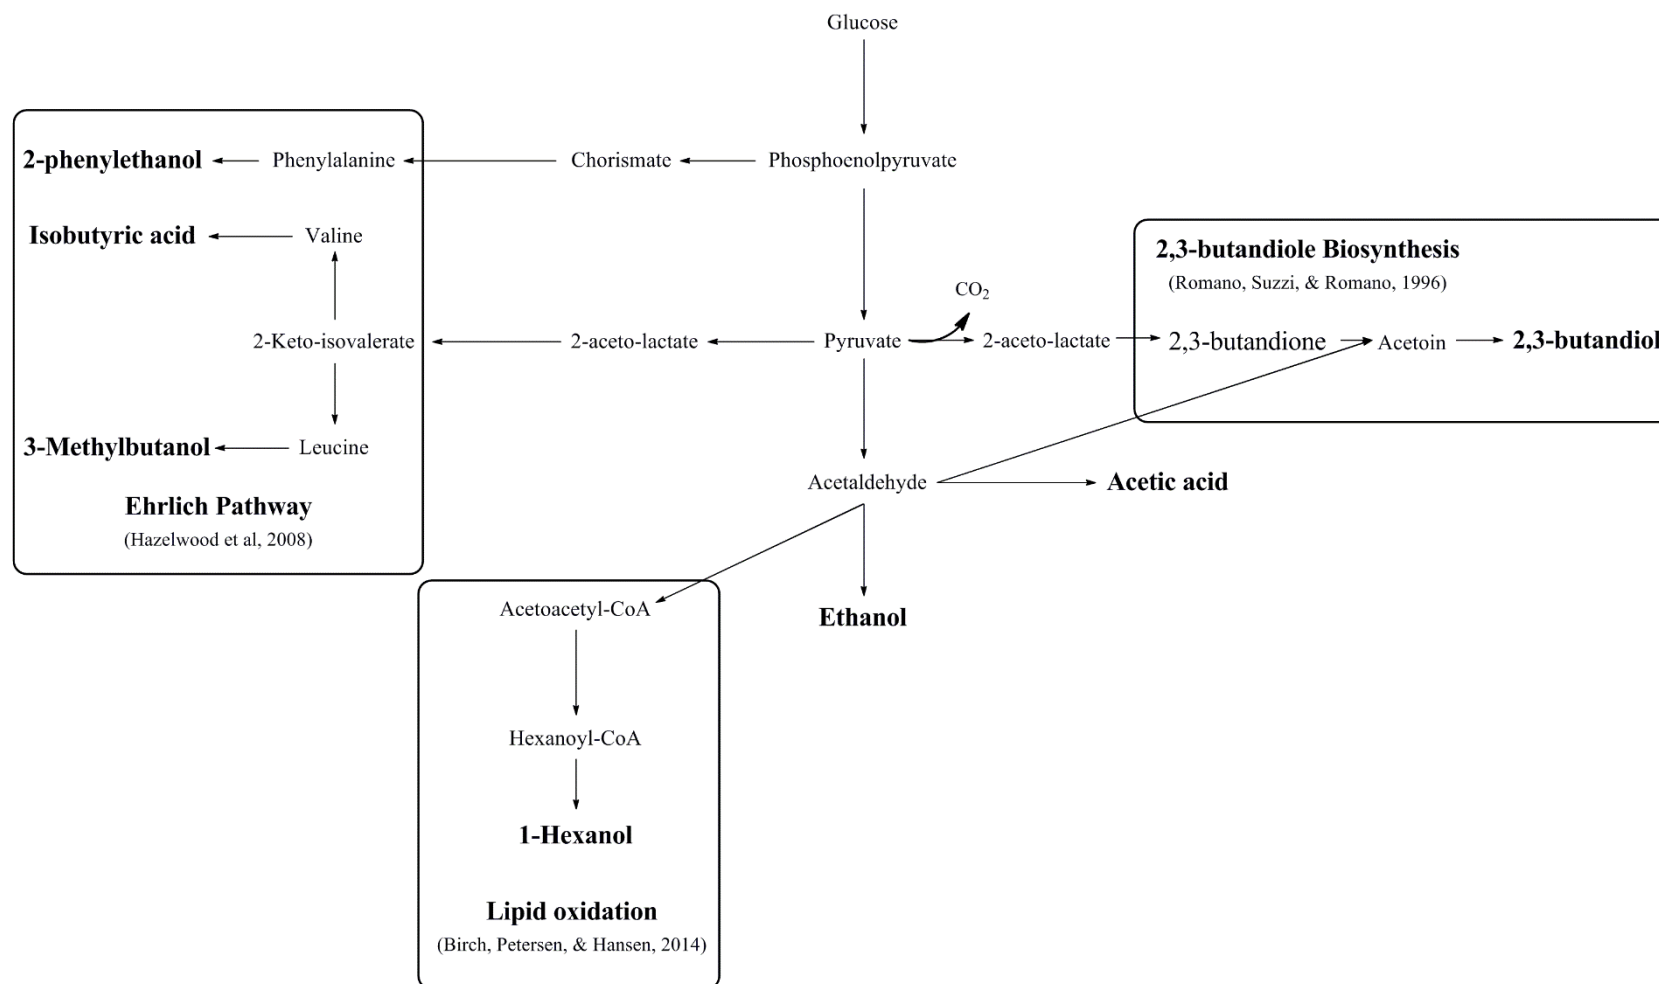 Glucose
2-phenylethanol
Phenylalanine
Chorismate
Phosphoenolpyruvate
Isobutyric acid
Valine
2,3-butandiole Biosynthesis
(Romano, Suzzi, & Romano, 1996)
CO2
2-Keto-isovalerate
2-aceto-lactate
Pyruvate
2-aceto-lactate
2,3-butandione
Acetoin
2,3-butandiol
3-Methylbutanol
Leucine
Acetaldehyde
Acetic acid
Ehrlich Pathway
(Hazelwood et al, 2008)
Acetoacetyl-CoA
Ethanol
Hexanoyl-CoA
1-Hexanol
Lipid oxidation
(Birch, Petersen, & Hansen, 2014)